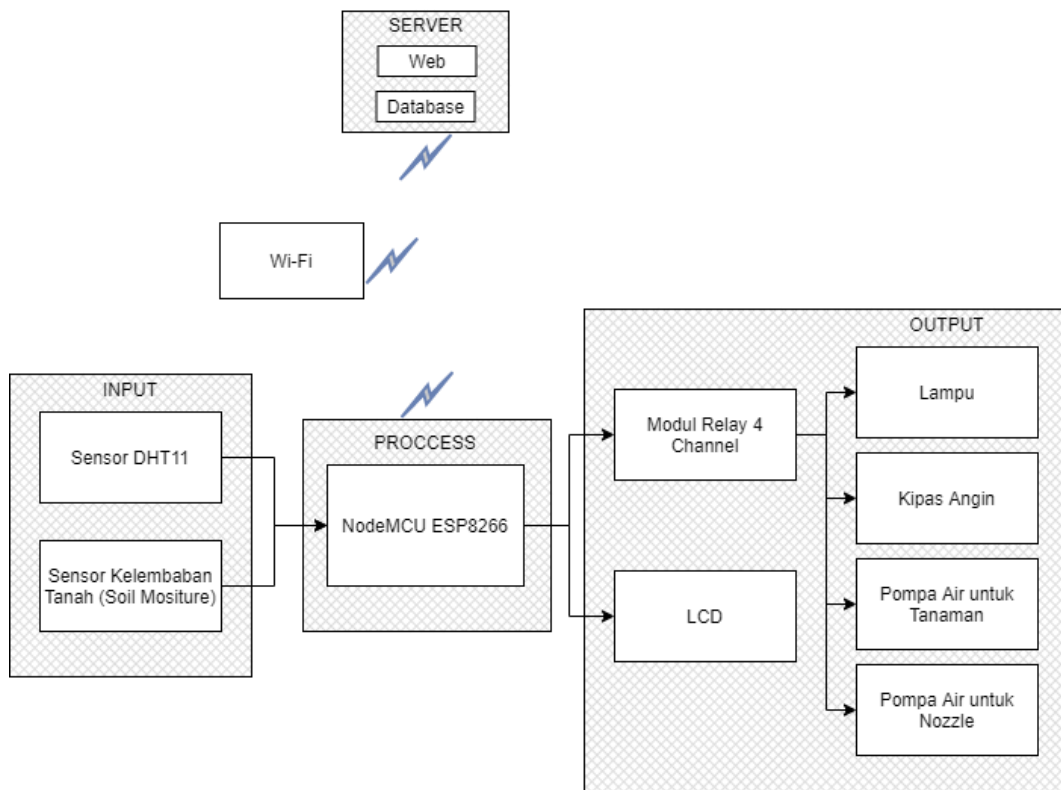 SERVER
Web
Database
Wi-Fi
INPUT
Sensor DHT11
Sensor Kelembaban
Tanah (Soil Mositure)
PROCCESS
NodeMCU ESP8266
OUTPUT
Modul Relay 4
Channel
LCD
Lampu
Kipas Angin
Pompa Air untuk
Tanaman
Pompa Air untuk
Nozzle